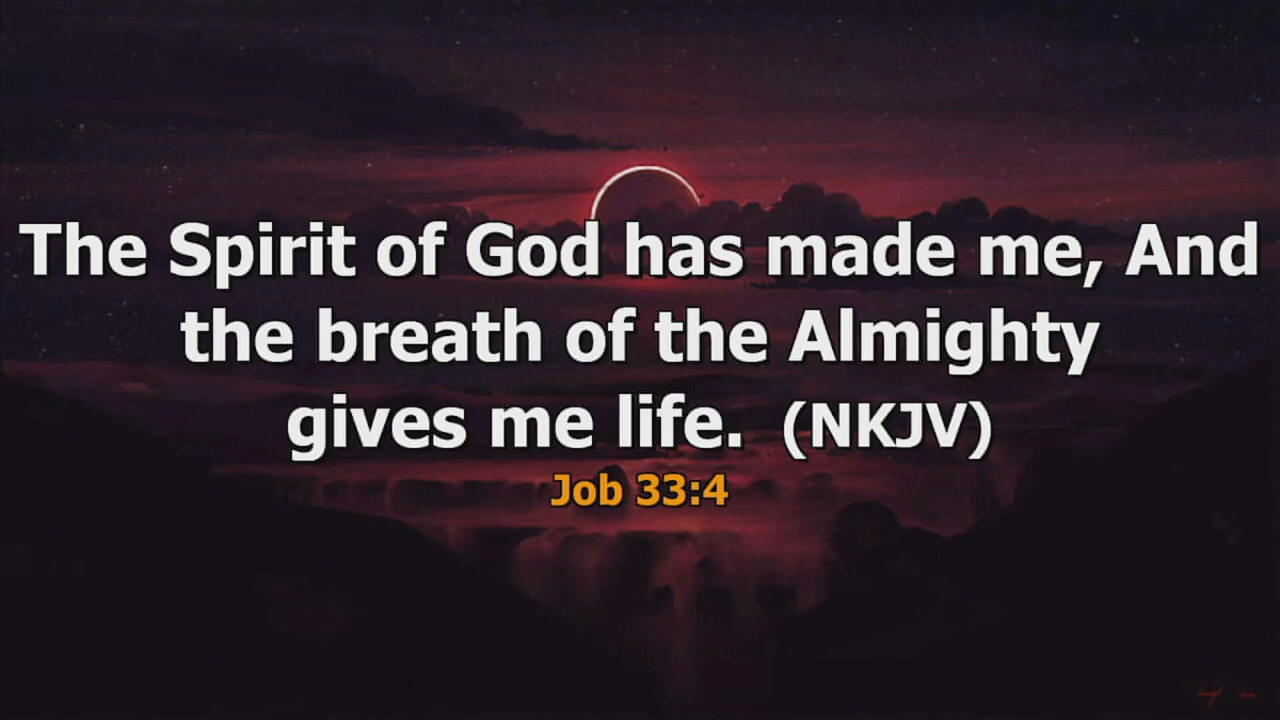 The Spirit of God has made me, And
the breath of the Almighty
gives me life.  (NKJV)
Job 33:4